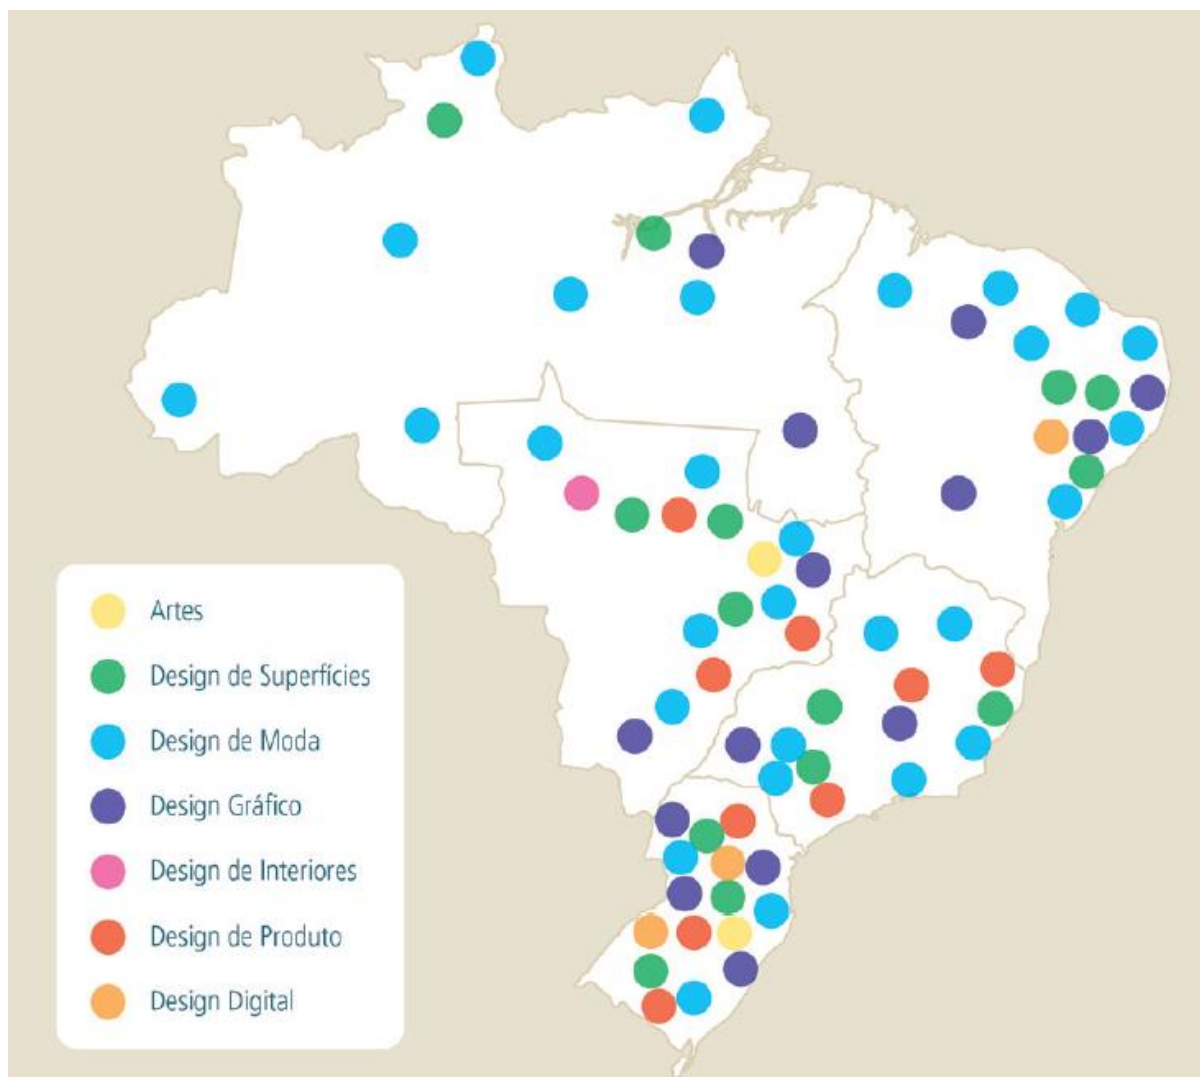 Artes
Design de Superfícies
Design de Moda
Design Gráfico
Design de Interiores
Design de Produto
Design Digital